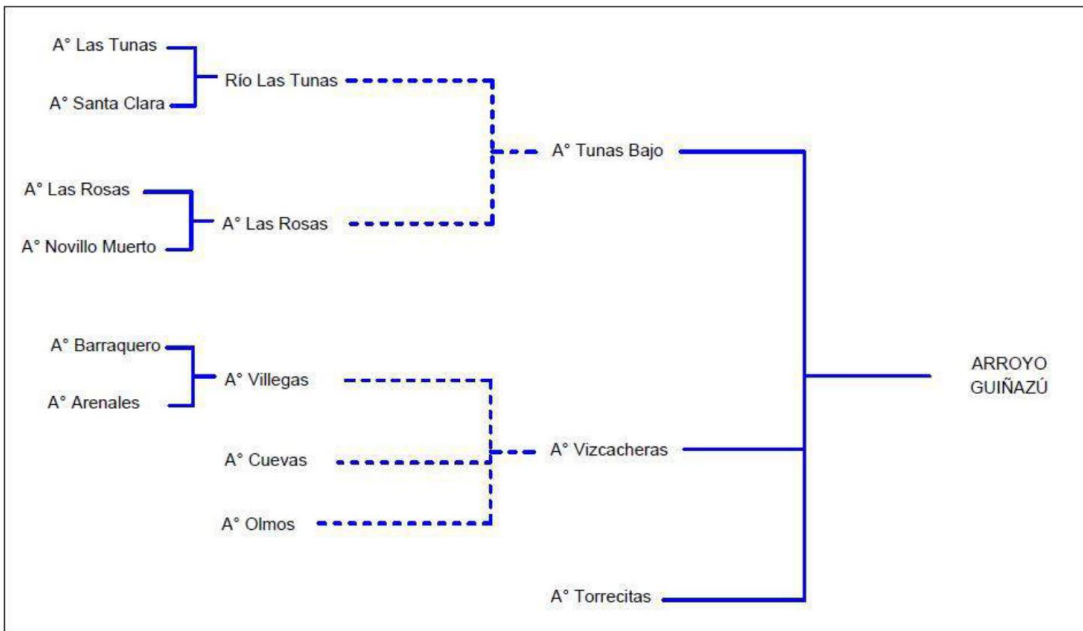 A° Las Tunas
A° Santa Clara
Río Las Tunas
A° Las Rosas
A° Novillo Muerto
A° Las Rosas
A° Tunas Bajo
A° Barraquero
A° Arenales
A° Villegas
A° Cuevas
A° Olmos
A° Vizcacheras
A° Torrecitas
ARROYO
GUIÑAZÚ